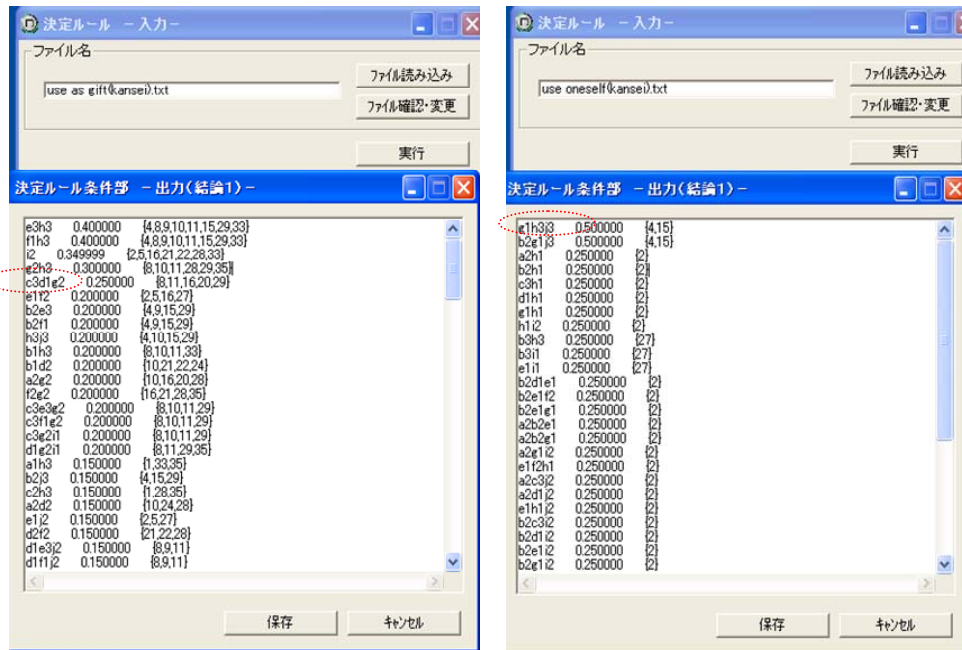 決定ルール －入力－
ファイル名
use as gift(kansei).txt
ファイル読み込み
ファイル確認・変更
実行
決定ルール条件部 －出力(結論1)－
e3h3 0.400000 {4,8,9,10,11,15,29,33}
f1h3 0.400000 {4,8,9,10,11,15,29,33}
i2 0.349999 {2,5,16,21,22,28,33}
g2h3 0.300000 {8,10,11,28,29,35}
c3d1g2 0.250000 {8,11,16,20,29}
e1f2 0.200000 {2,5,16,27}
b2e3 0.200000 {4,9,15,29}
b2f1 0.200000 {4,9,15,29}
h3j3 0.200000 {4,10,15,29}
b1h3 0.200000 {8,10,11,33}
b1d2 0.200000 {10,21,22,24}
a2g2 0.200000 {10,16,20,28}
f2g2 0.200000 {16,21,28,35}
c3e3g2 0.200000 {8,10,11,29}
c3f1g2 0.200000 {8,10,11,29}
c3g2i1 0.200000 {8,10,11,29}
d1g2i1 0.200000 {8,11,29,35}
a1h3 0.150000 {1,33,35}
b2j3 0.150000 {4,15,29}
c2h3 0.150000 {1,28,35}
a2d2 0.150000 {10,24,28}
e1j2 0.150000 {2,5,27}
d2f2 0.150000 {21,22,28}
d1e3j2 0.150000 {8,9,11}
d1f1j2 0.150000 {8,9,11}
保存
キャンセル
決定ルール －入力－
ファイル名
use oneself(kansei).txt
ファイル読み込み
ファイル確認・変更
実行
決定ルール条件部 －出力(結論1)－
g1h3j3 0.500000 {4,15}
b2g1j3 0.500000 {4,15}
a2h1 0.250000 {2}
b2h1 0.250000 {2}
c3h1 0.250000 {2}
d1h1 0.250000 {2}
g1h1 0.250000 {2}
h1i2 0.250000 {2}
b3h3 0.250000 {27}
b3i1 0.250000 {27}
e1i1 0.250000 {27}
b2d1e1 0.250000 {2}
b2e1f2 0.250000 {2}
b2e1g1 0.250000 {2}
a2b2e1 0.250000 {2}
a2b2g1 0.250000 {2}
a2g1i2 0.250000 {2}
e1f2h1 0.250000 {2}
a2c3j2 0.250000 {2}
a2d1j2 0.250000 {2}
e1h1j2 0.250000 {2}
b2c3i2 0.250000 {2}
b2d1i2 0.250000 {2}
b2e1i2 0.250000 {2}
b2g1i2 0.250000 {2}
保存
キャンセル